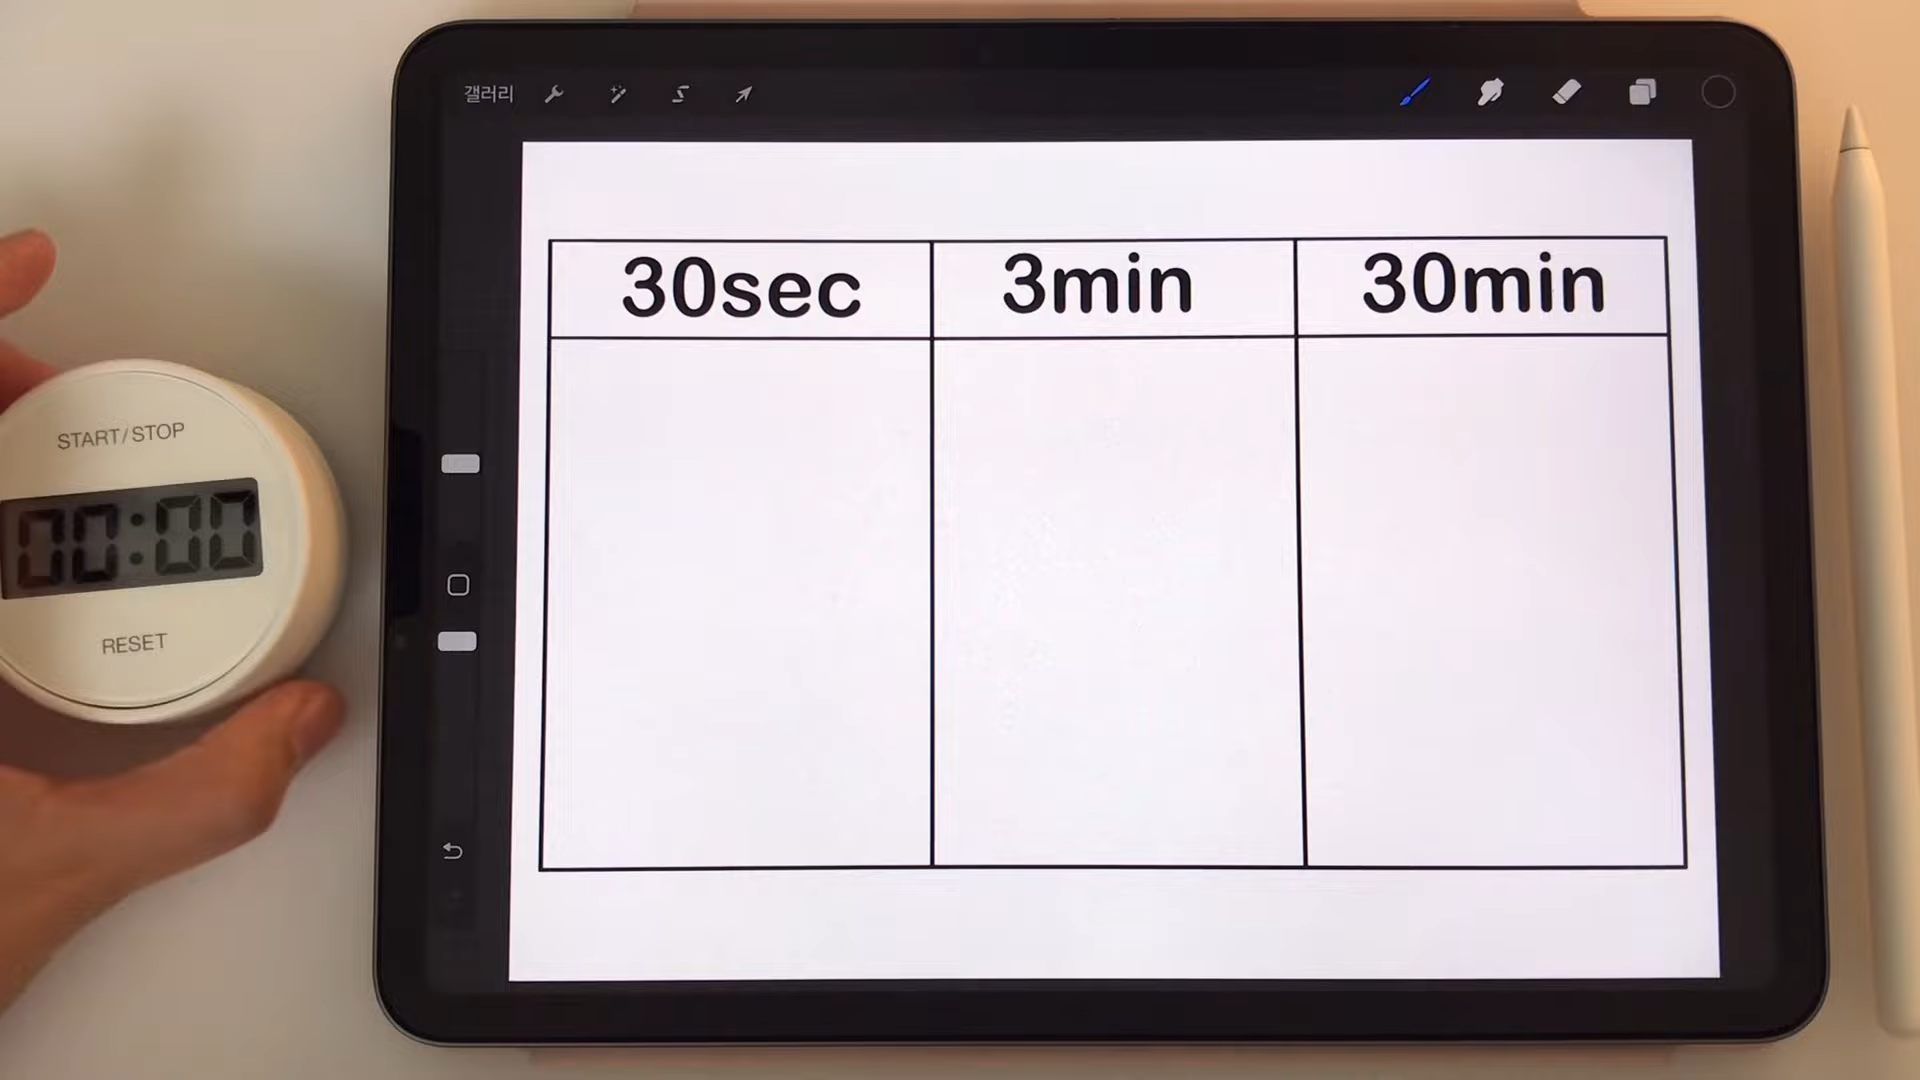 갤러리
30sec 3min 30min
START/STOP
00:00
RESET